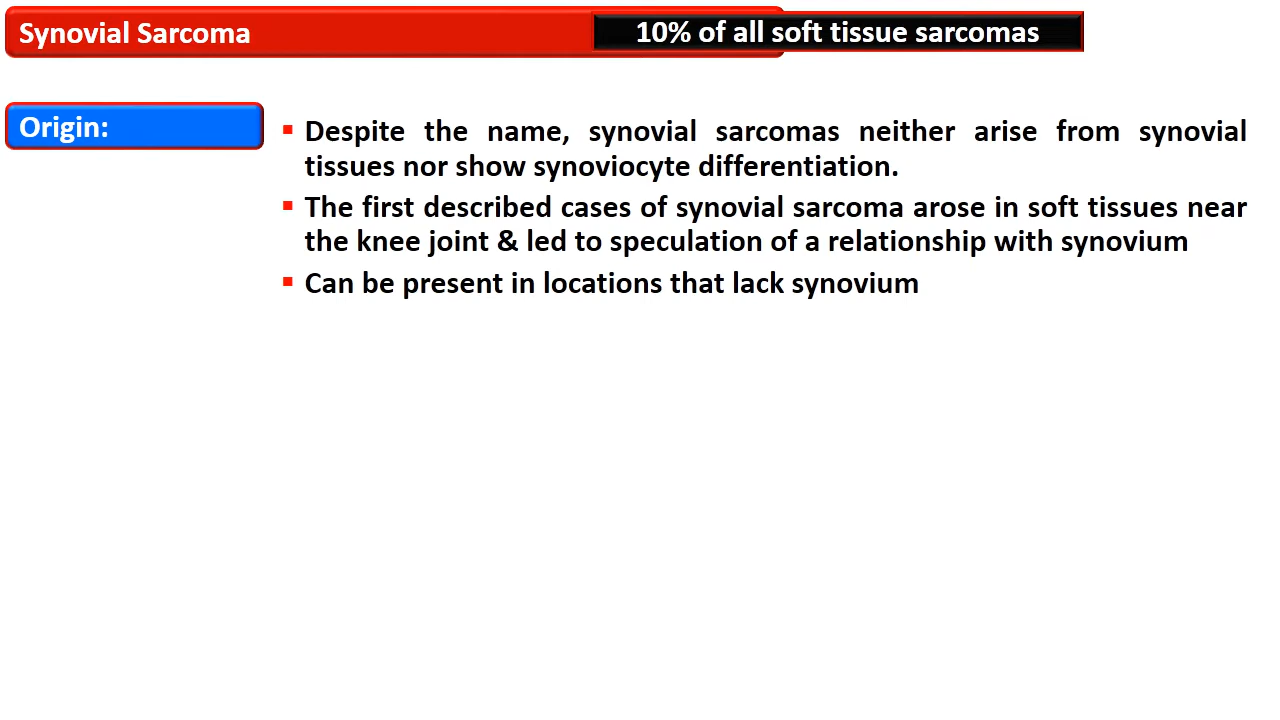 Synovial Sarcoma
10% of all soft tissue sarcomas
Origin:
Despite the name, synovial sarcomas neither arise from synovial
tissues nor show synoviocyte differentiation.
The first described cases of synovial sarcoma arose in soft tissues near
the knee joint & led to speculation of a relationship with synovium
Can be present in locations that lack synovium